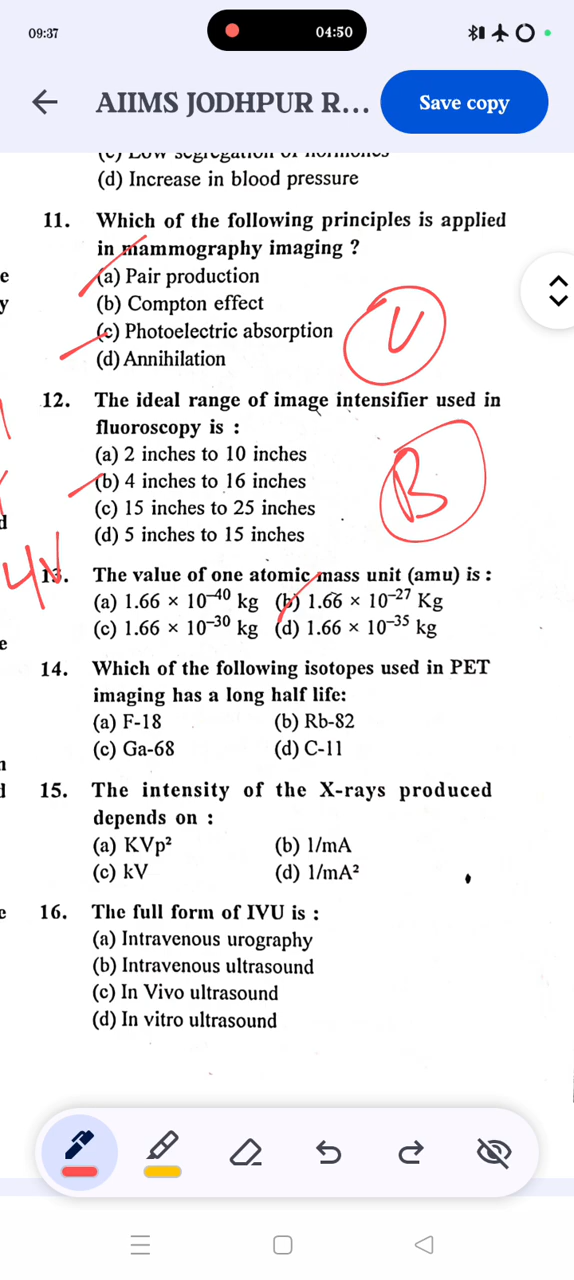 09:37
04:50
AIIMS JODHPUR R...
Save copy
(c) Low segregation of hormones
(d) Increase in blood pressure
11. Which of the following principles is applied
in mammography imaging ?
(a) Pair production
(b) Compton effect
(c) Photoelectric absorption
(d) Annihilation
12. The ideal range of image intensifier used in
fluoroscopy is :
(a) 2 inches to 10 inches
(b) 4 inches to 16 inches
(c) 15 inches to 25 inches
(d) 5 inches to 15 inches
B
13. The value of one atomic mass unit (amu) is :
(a) 1.66 × 10⁻⁴⁰ kg (b) 1.66 × 10⁻²⁷ Kg
(c) 1.66 × 10⁻³⁰ kg (d) 1.66 × 10⁻³⁵ kg
14. Which of the following isotopes used in PET
imaging has a long half life:
(a) F-18 (b) Rb-82
(c) Ga-68 (d) C-11
15. The intensity of the X-rays produced
depends on :
(a) KVp² (b) 1/mA
(c) kV (d) 1/mA²
16. The full form of IVU is :
(a) Intravenous urography
(b) Intravenous ultrasound
(c) In Vivo ultrasound
(d) In vitro ultrasound